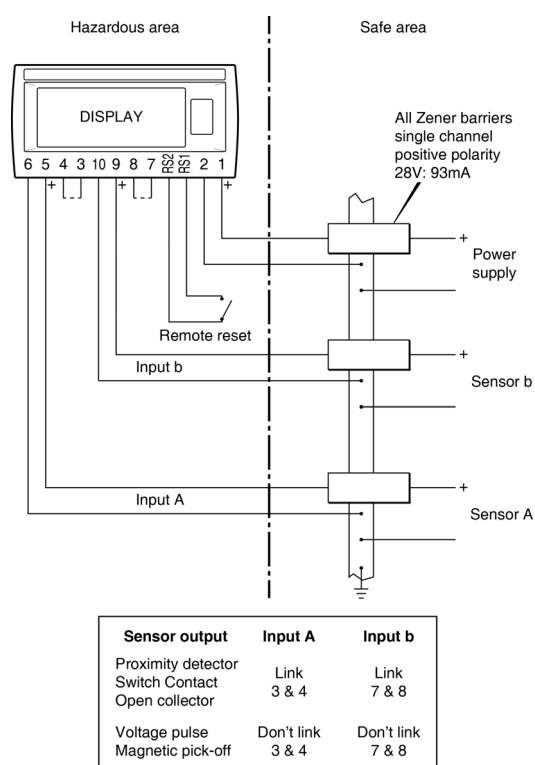 Hazardous area
Safe area
DISPLAY
6 5 4 3 10 9 8 7 RS2 RS1 2 1
+ + +
All Zener barriers
single channel
positive polarity
28V: 93mA
+
Power
supply
Remote reset
+
Input b
Sensor b
+
Input A
Sensor A
Sensor output Input A Input b
Proximity detector
Switch Contact
Open collector
Link
3 & 4
Link
7 & 8
Voltage pulse
Magnetic pick-off
Don't link
3 & 4
Don't link
7 & 8